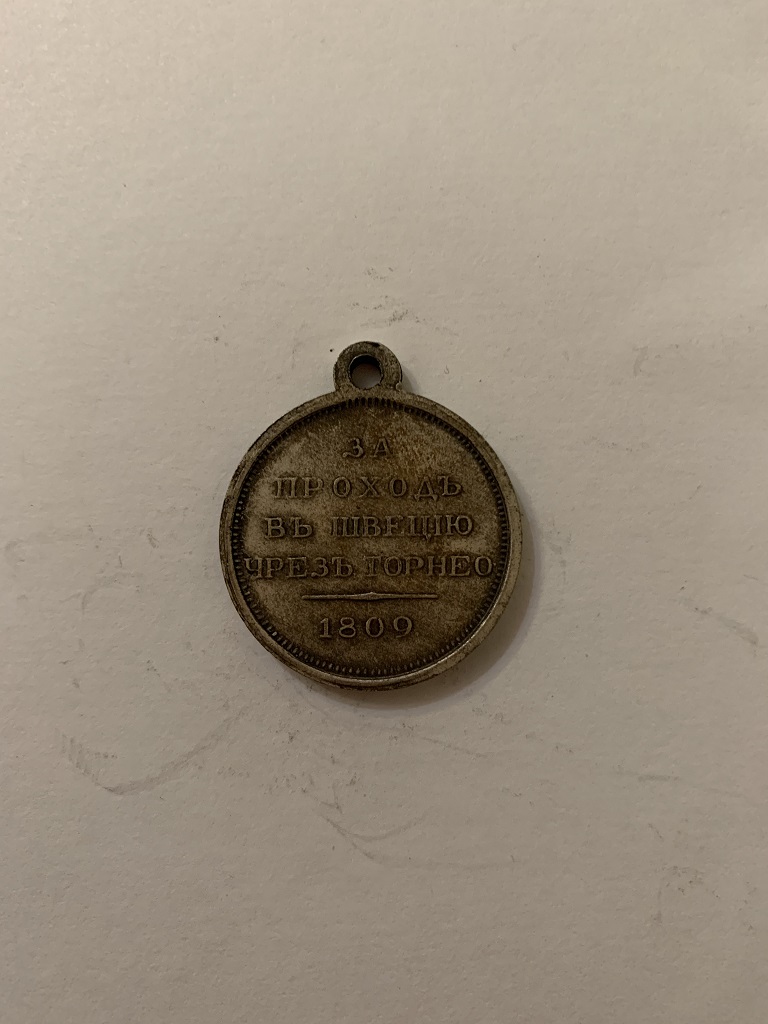 ЗА
ПРОХОДЪ
ВЪ ШВЕЦІЮ
ЧРЕЗЪ ТОРНЕО
1809